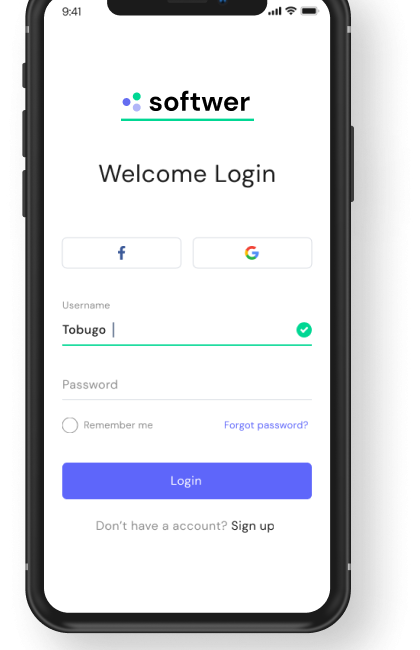 9:41
softwer
Welcome Login
Username
Tobugo
Password
Remember me Forgot password?
Login
Don't have a account? Sign up